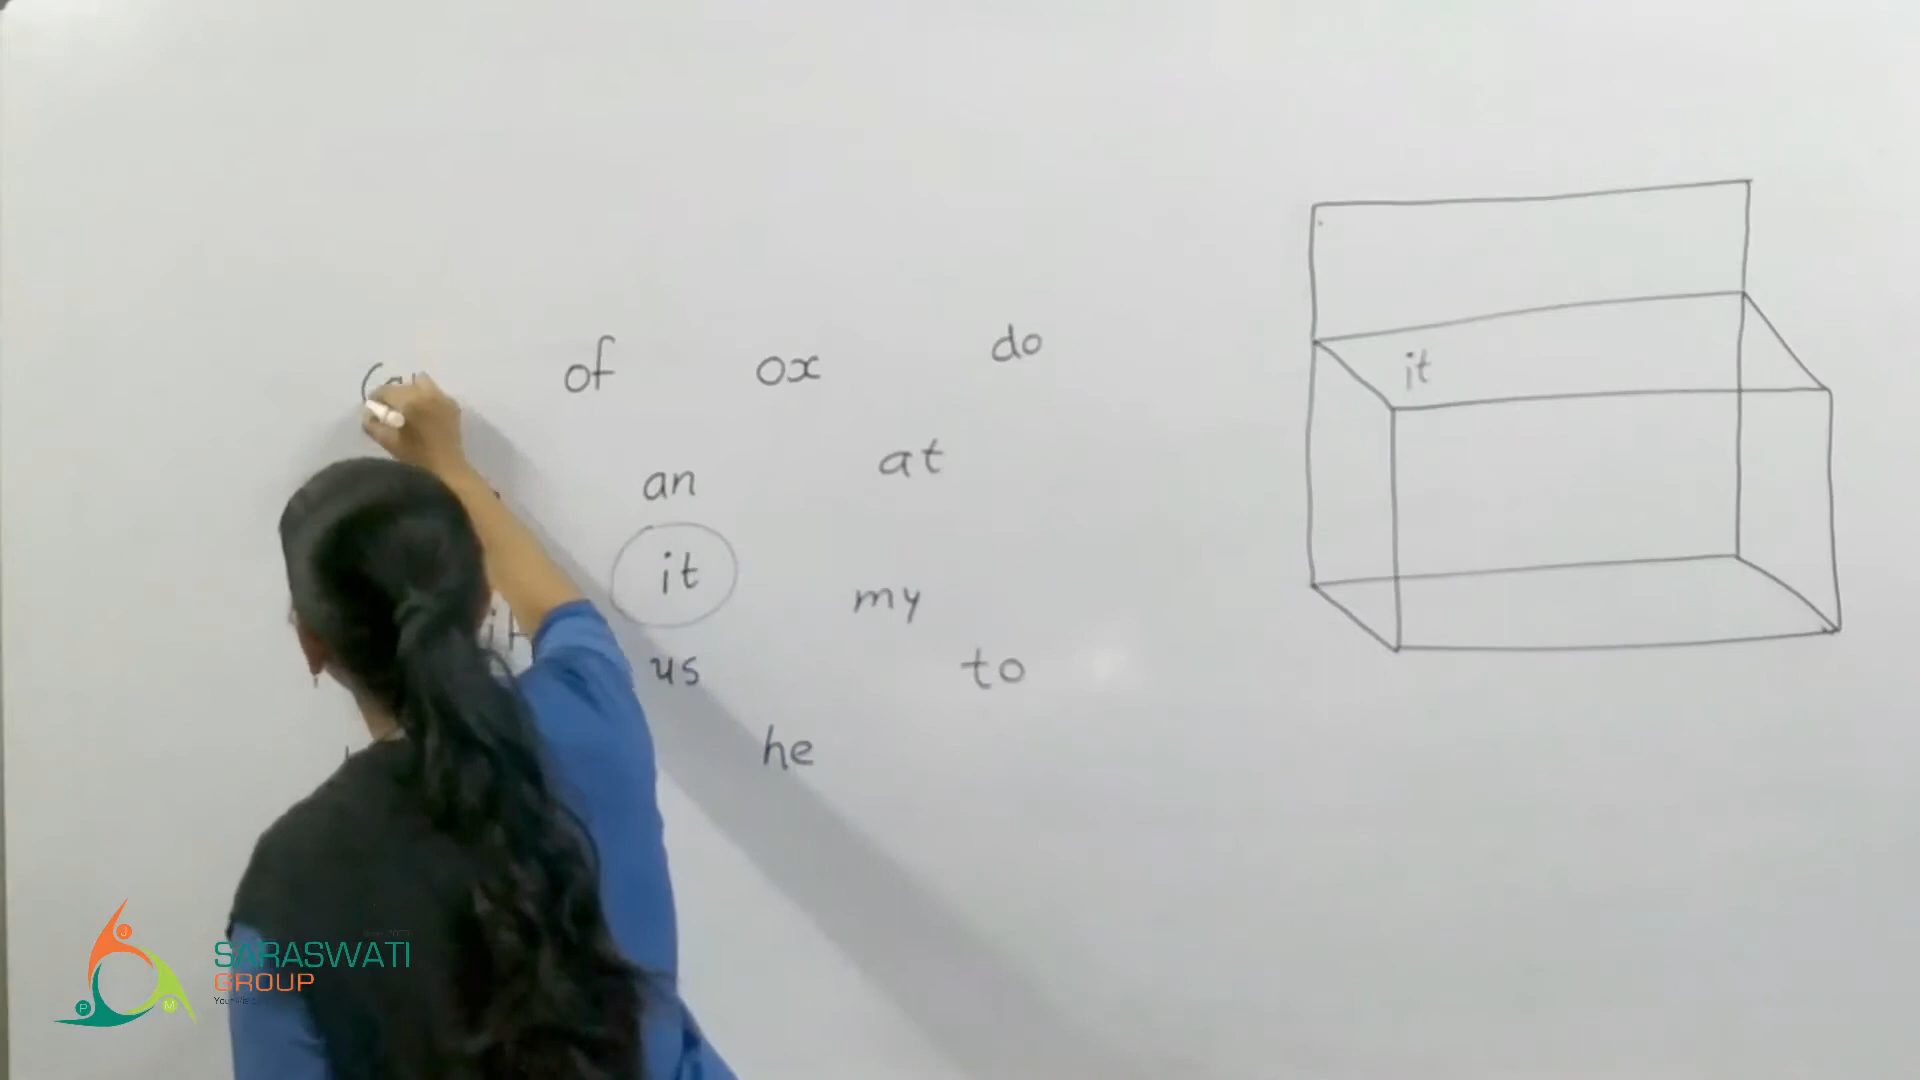 of ox do
an at
it
my
us to
he
it
SARASWATI
GROUP